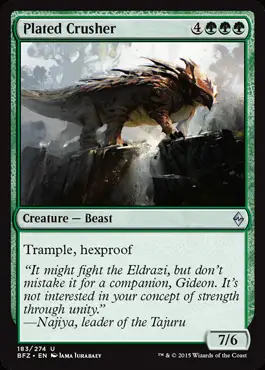 Plated Crusher 4
Creature — Beast
Trample, hexproof
“It might fight the Eldrazi, but don’t
mistake it for a companion, Gideon. It’s
not interested in your concept of strength
through unity.”
—Najiya, leader of the Tajuru
7/6
183/274 U
BFZ • EN Jama Jurabaev
™ & © 2015 Wizards of the Coast